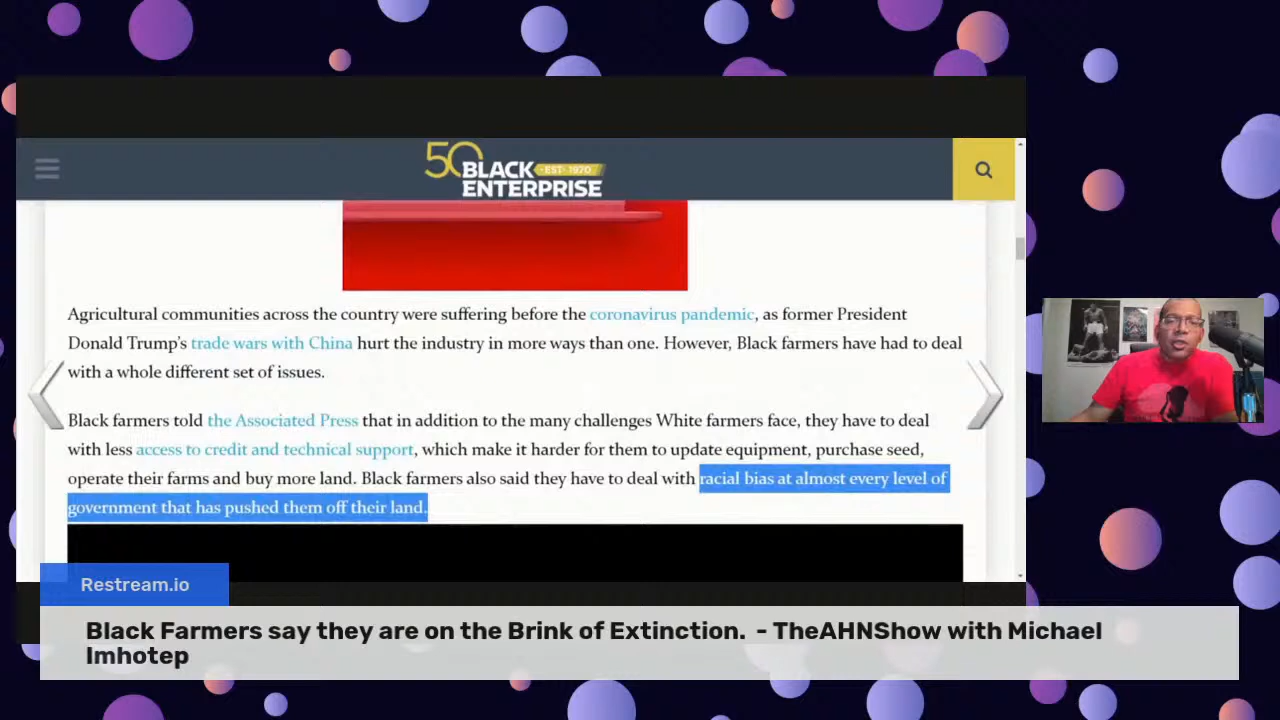 50 BLACK EST. 1970
ENTERPRISE
Agricultural communities across the country were suffering before the coronavirus pandemic, as former President
Donald Trump's trade wars with China hurt the industry in more ways than one. However, Black farmers have had to deal
with a whole different set of issues.
Black farmers told the Associated Press that in addition to the many challenges White farmers face, they have to deal
with less access to credit and technical support, which make it harder for them to update equipment, purchase seed,
operate their farms and buy more land. Black farmers also said they have to deal with racial bias at almost every level of
government that has pushed them off their land.
Restream.io
Black Farmers say they are on the Brink of Extinction. - TheAHNShow with Michael
Imhotep